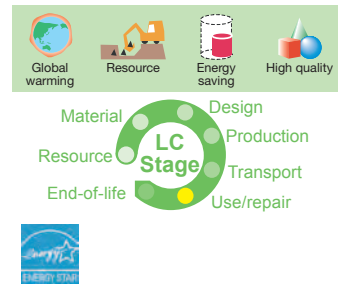 Global
warming
Resource
Energy
saving
High quality
Material
Design
Production
Resource
LC
Stage
Transport
End-of-life
Use/repair
energy
ENERGY STAR